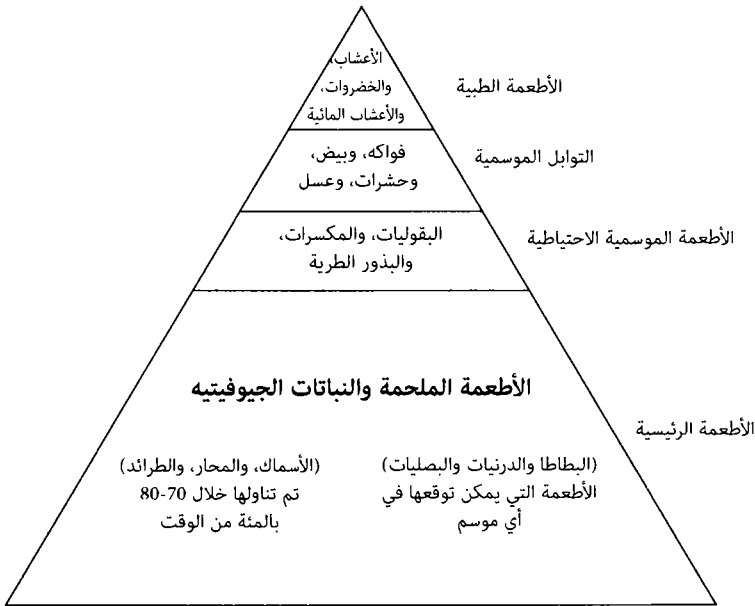 الأعشاب،
والخضروات،
والأعشاب المائية
الأطعمة الطبية
فواكه، وبيض،
وحشرات، وعسل
التوابل الموسمية
البقوليات، والمكسرات،
والبذور الطرية
الأطعمة الموسمية الاحتياطية
الأطعمة الملحمة والنباتات الجيوفيتيه
الأطعمة الرئيسية
(البطاطا والدرنيات والبصليات)
الأطعمة التي يمكن توقعها في
أي موسم
(الأسماك، والمحار، والطرائد)
تم تناولها خلال 70-80
بالمئة من الوقت